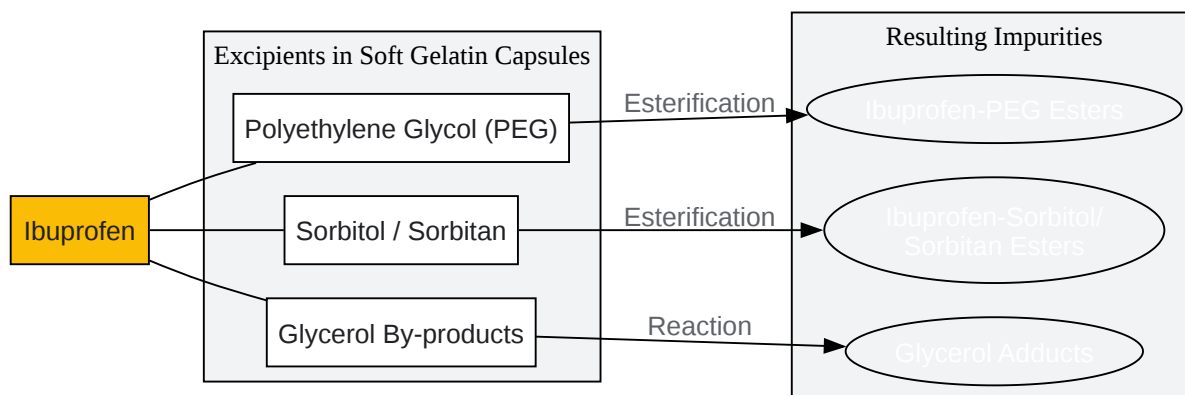 Excipients in Soft Gelatin Capsules
Resulting Impurities
Ibuprofen
Polyethylene Glycol (PEG)
Esterification
Ibuprofen-PEG Esters
Sorbitol / Sorbitan
Esterification
Ibuprofen-Sorbitol/
Sorbitan Esters
Glycerol By-products
Reaction
Glycerol Adducts